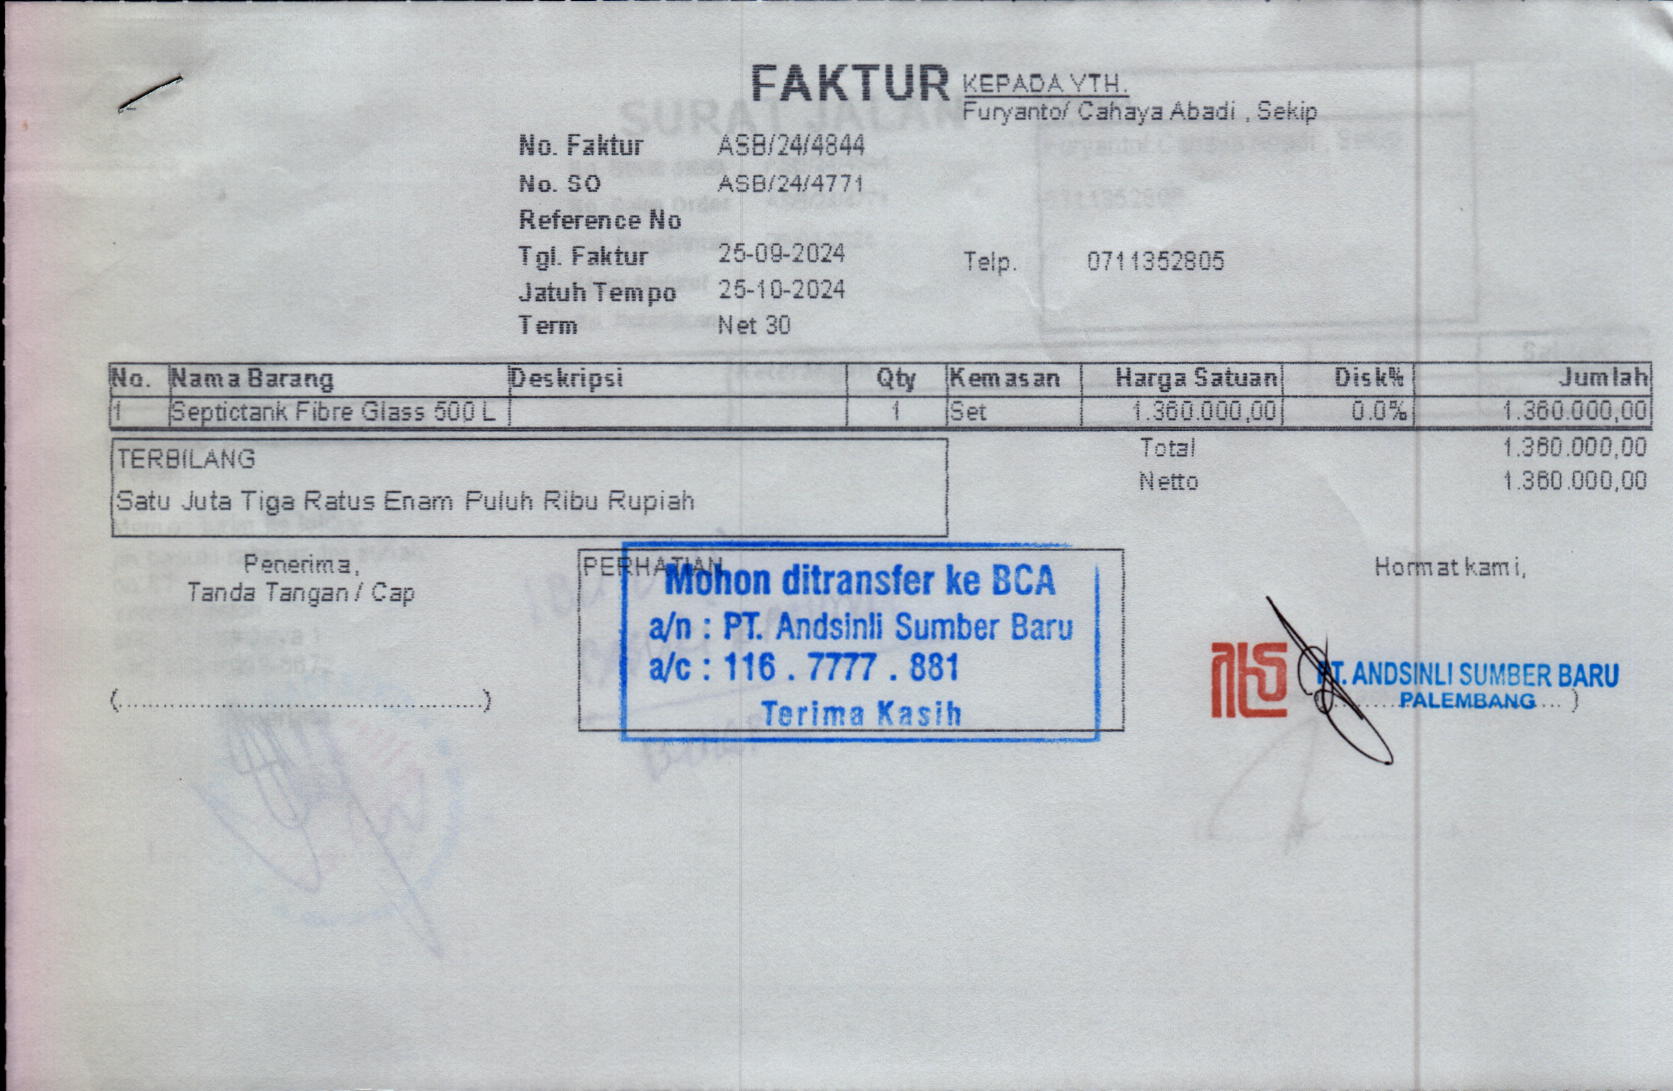 FAKTUR
KEPADA YTH.
Furyanto/ Cahaya Abadi , Sekip
No. Faktur ASB/24/4844
No. SO ASB/24/4771
Reference No
Tgl. Faktur 25-09-2024
Telp. 0711352805
Jatuh Tempo 25-10-2024
Term Net 30
No. Nama Barang Deskripsi Qty Kemasan Harga Satuan Disk% Jumlah
1 Septictank Fibre Glass 500 L 1 Set 1.360.000,00 0.0% 1.360.000,00
Total 1.360.000,00
Netto 1.360.000,00
TERBILANG
Satu Juta Tiga Ratus Enam Puluh Ribu Rupiah
Penerima,
Tanda Tangan / Cap
(..............................................)
PERHATIAN
Mohon ditransfer ke BCA
a/n : PT. Andsinli Sumber Baru
a/c : 116 . 7777 . 881
Terima Kasih
Hormat kami,
PT. ANDSINLI SUMBER BARU
PALEMBANG